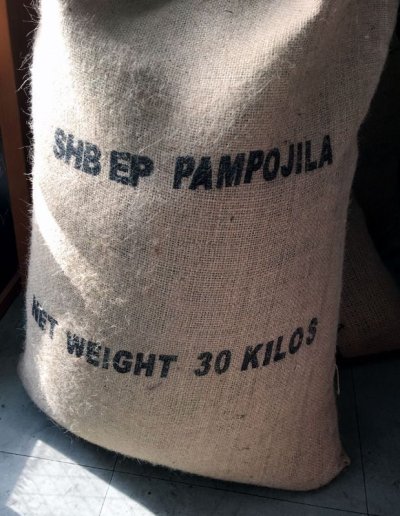 SHB EP PAMPOJILA
NET WEIGHT 30 KILOS